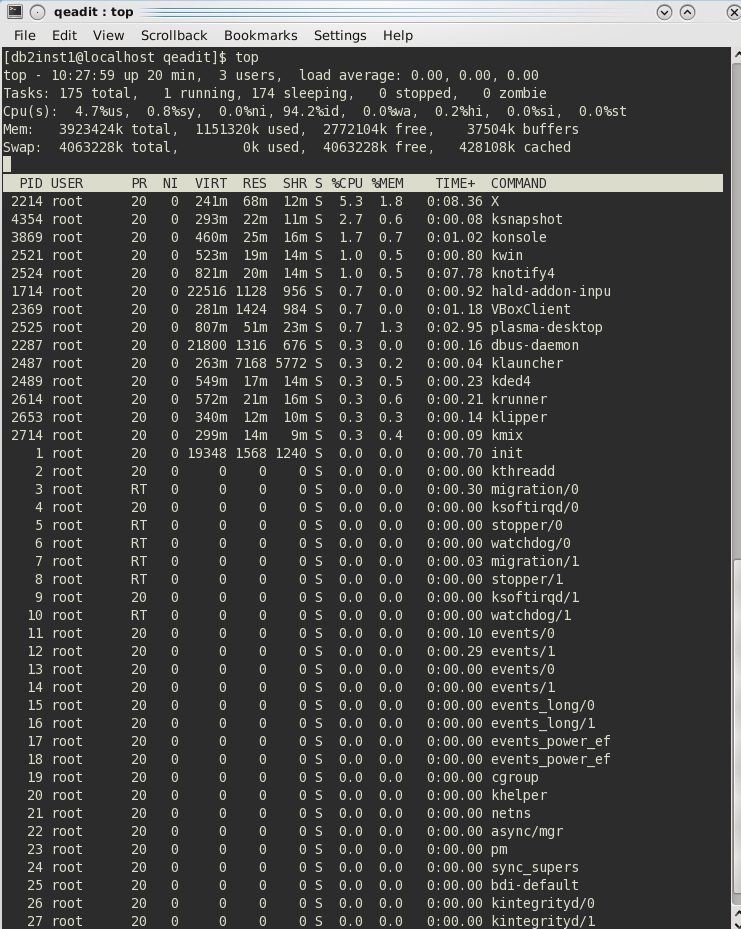 qeadit : top
File Edit View Scrollback Bookmarks Settings Help
[db2inst1@localhost qeadit]$ top
top - 10:27:59 up 20 min,  3 users,  load average: 0.00, 0.00, 0.00
Tasks: 175 total,   1 running, 174 sleeping,   0 stopped,   0 zombie
Cpu(s):  4.7%us,  0.8%sy,  0.0%ni, 94.2%id,  0.0%wa,  0.2%hi,  0.0%si,  0.0%st
Mem:   3923424k total,  1151320k used,  2772104k free,    37504k buffers
Swap:  4063228k total,        0k used,  4063228k free,   428108k cached
PID USER      PR  NI  VIRT  RES  SHR S %CPU %MEM    TIME+  COMMAND
2214 root      20   0  241m  68m  12m S  5.3  1.8   0:08.36 X
4354 root      20   0  293m  22m  11m S  2.7  0.6   0:00.08 ksnapshot
3869 root      20   0  460m  25m  16m S  1.7  0.7   0:01.02 konsole
2521 root      20   0  523m  19m  14m S  1.0  0.5   0:00.80 kwin
2524 root      20   0  821m  20m  14m S  1.0  0.5   0:07.78 knotify4
1714 root      20   0 22516 1128  956 S  0.7  0.0   0:00.92 hald-addon-inpu
2369 root      20   0  281m 1424  984 S  0.7  0.0   0:01.18 VBoxClient
2525 root      20   0  807m  51m  23m S  0.7  1.3   0:02.95 plasma-desktop
2287 root      20   0 21800 1316  676 S  0.3  0.0   0:00.16 dbus-daemon
2487 root      20   0  263m 7168 5772 S  0.3  0.2   0:00.04 klauncher
2489 root      20   0  549m  17m  14m S  0.3  0.5   0:00.23 kded4
2614 root      20   0  572m  21m  16m S  0.3  0.6   0:00.21 krunner
2653 root      20   0  340m  12m  10m S  0.3  0.3   0:00.14 klipper
2714 root      20   0  299m  14m   9m S  0.3  0.4   0:00.09 kmix
1 root      20   0 19348 1568 1240 S  0.0  0.0   0:00.70 init
2 root      20   0     0    0    0 S  0.0  0.0   0:00.00 kthreadd
3 root      RT   0     0    0    0 S  0.0  0.0   0:00.30 migration/0
4 root      20   0     0    0    0 S  0.0  0.0   0:00.00 ksoftirqd/0
5 root      RT   0     0    0    0 S  0.0  0.0   0:00.00 stopper/0
6 root      RT   0     0    0    0 S  0.0  0.0   0:00.00 watchdog/0
7 root      RT   0     0    0    0 S  0.0  0.0   0:00.03 migration/1
8 root      RT   0     0    0    0 S  0.0  0.0   0:00.00 stopper/1
9 root      20   0     0    0    0 S  0.0  0.0   0:00.00 ksoftirqd/1
10 root      RT   0     0    0    0 S  0.0  0.0   0:00.00 watchdog/1
11 root      20   0     0    0    0 S  0.0  0.0   0:00.10 events/0
12 root      20   0     0    0    0 S  0.0  0.0   0:00.29 events/1
13 root      20   0     0    0    0 S  0.0  0.0   0:00.00 events/0
14 root      20   0     0    0    0 S  0.0  0.0   0:00.00 events/1
15 root      20   0     0    0    0 S  0.0  0.0   0:00.00 events_long/0
16 root      20   0     0    0    0 S  0.0  0.0   0:00.00 events_long/1
17 root      20   0     0    0    0 S  0.0  0.0   0:00.00 events_power_ef
18 root      20   0     0    0    0 S  0.0  0.0   0:00.00 events_power_ef
19 root      20   0     0    0    0 S  0.0  0.0   0:00.00 cgroup
20 root      20   0     0    0    0 S  0.0  0.0   0:00.00 khelper
21 root      20   0     0    0    0 S  0.0  0.0   0:00.00 netns
22 root      20   0     0    0    0 S  0.0  0.0   0:00.00 async/mgr
23 root      20   0     0    0    0 S  0.0  0.0   0:00.00 pm
24 root      20   0     0    0    0 S  0.0  0.0   0:00.00 sync_supers
25 root      20   0     0    0    0 S  0.0  0.0   0:00.00 bdi-default
26 root      20   0     0    0    0 S  0.0  0.0   0:00.00 kintegrityd/0
27 root      20   0     0    0    0 S  0.0  0.0   0:00.00 kintegrityd/1